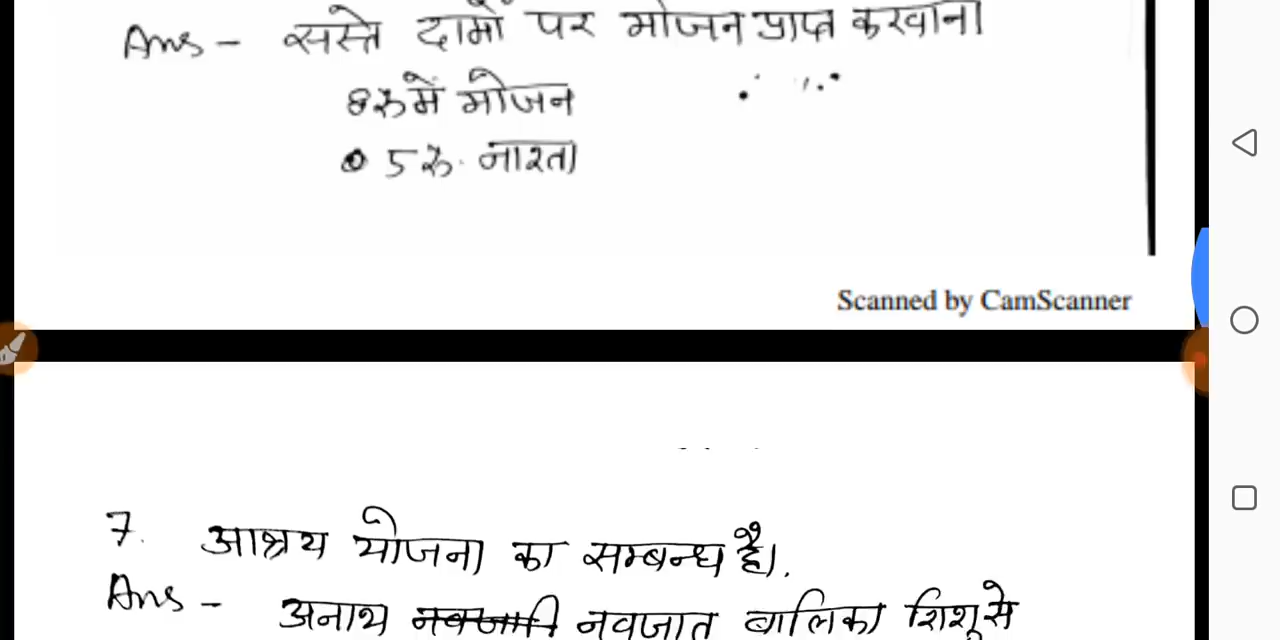 Ans - सस्ते दामों पर भोजन प्राप्त करवाना
8रु में भोजन
• 5 रु. नाश्ता
Scanned by CamScanner
7. आश्रय योजना का सम्बन्ध है।.
Ans - अनाथ नवजात बालिका शिशु से